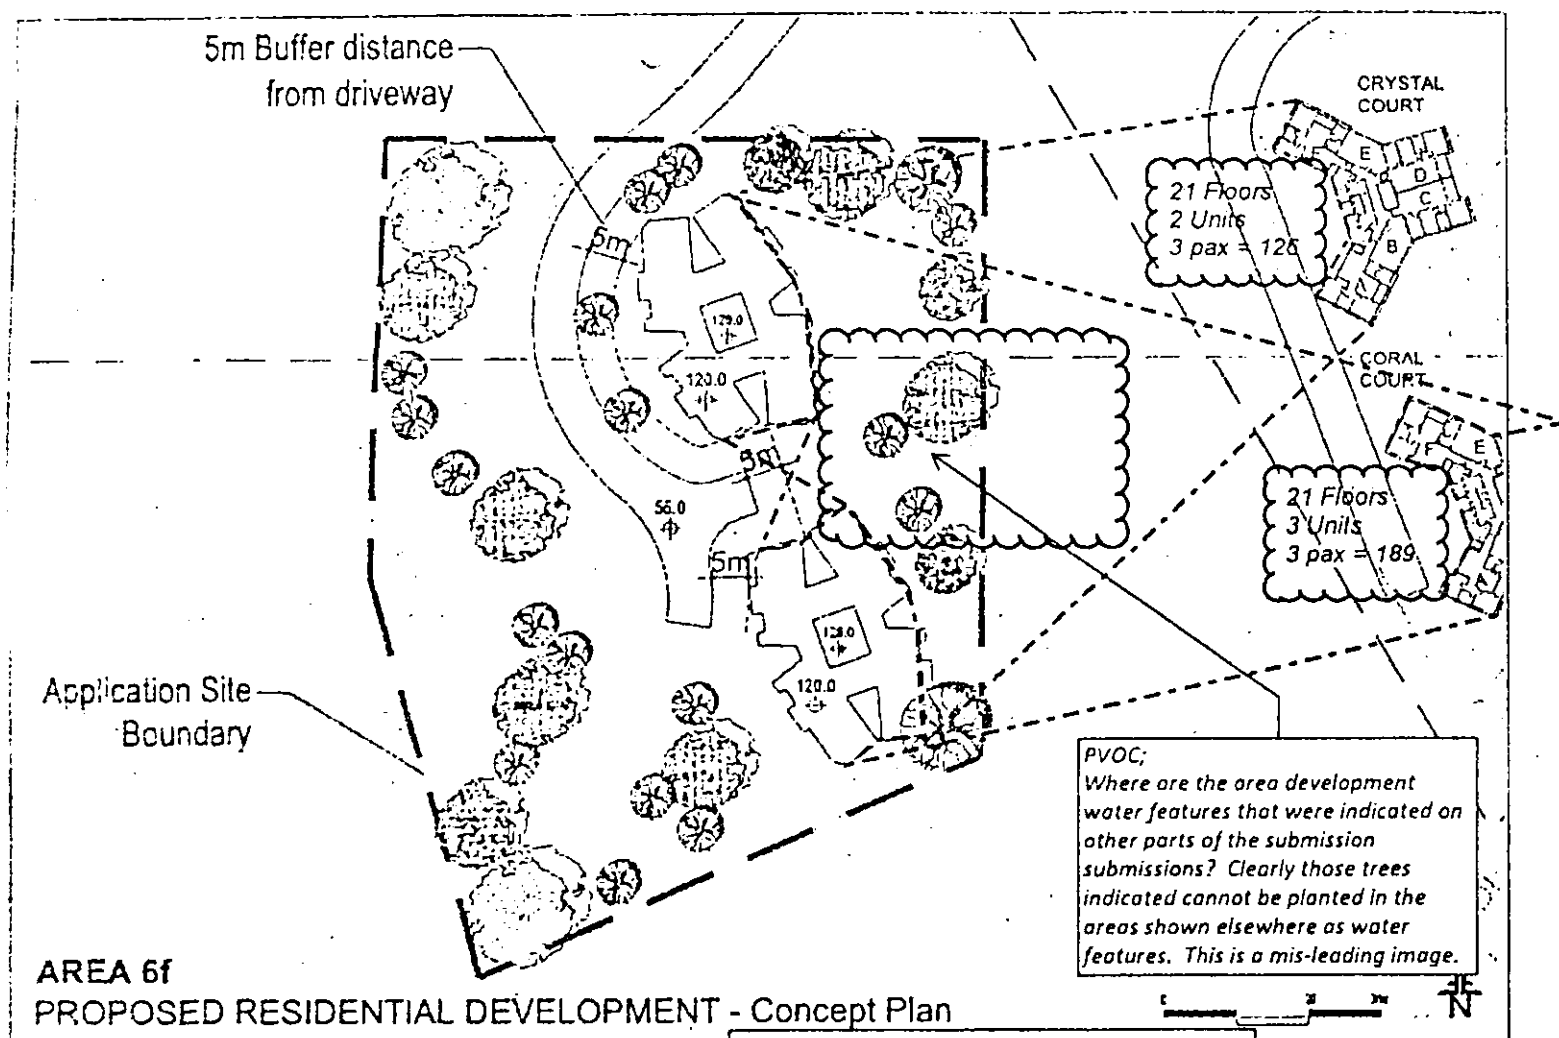 5m Buffer distance
from driveway
CRYSTAL
COURT
F
E
D
C
B
21 Floors
2 Units
3 pax = 126
5m
129.0
120.0
CORAL
COURT
F
E
5m
56.0
21 Floors
3 Units
3 pax = 189
5m
128.0
120.0
Application Site
Boundary
PVOC;
Where are the area development
water features that were indicated on
other parts of the submission
submissions? Clearly those trees
indicated cannot be planted in the
areas shown elsewhere as water
features. This is a mis-leading image.
AREA 6f
PROPOSED RESIDENTIAL DEVELOPMENT - Concept Plan
N